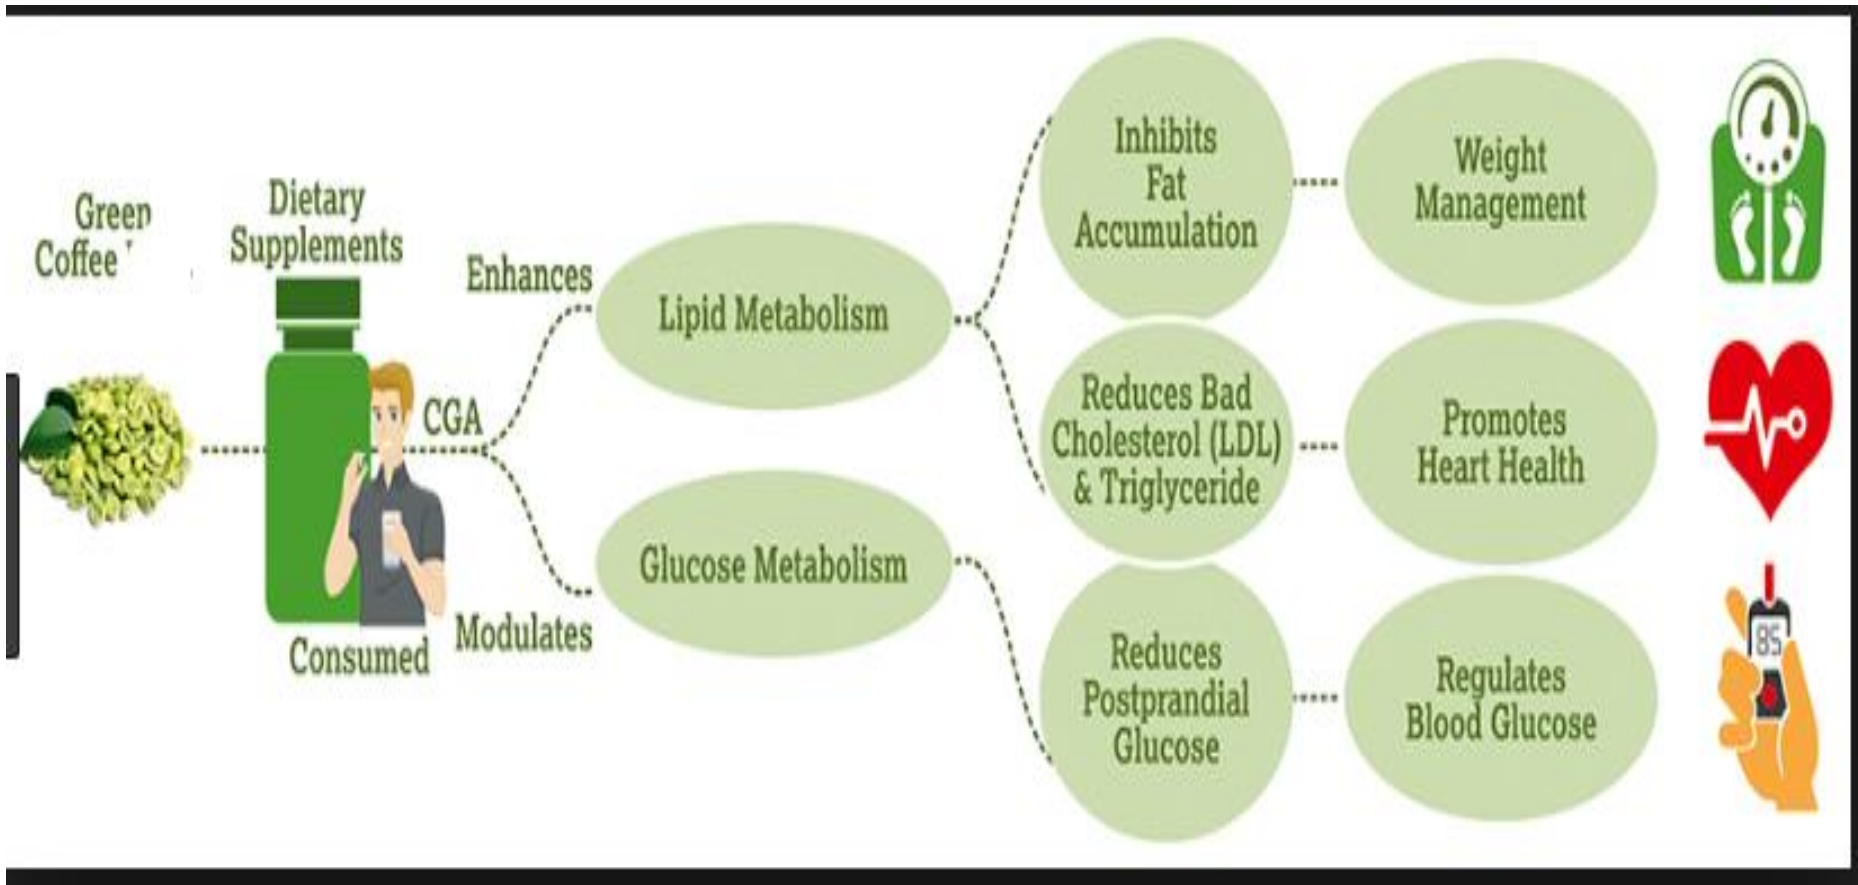 Green
Coffee
Dietary
Supplements
Consumed
CGA
Enhances
Modulates
Lipid Metabolism
Glucose Metabolism
Inhibits
Fat
Accumulation
Weight
Management
Reduces Bad
Cholesterol (LDL)
& Triglyceride
Promotes
Heart Health
Reduces
Postprandial
Glucose
Regulates
Blood Glucose
85